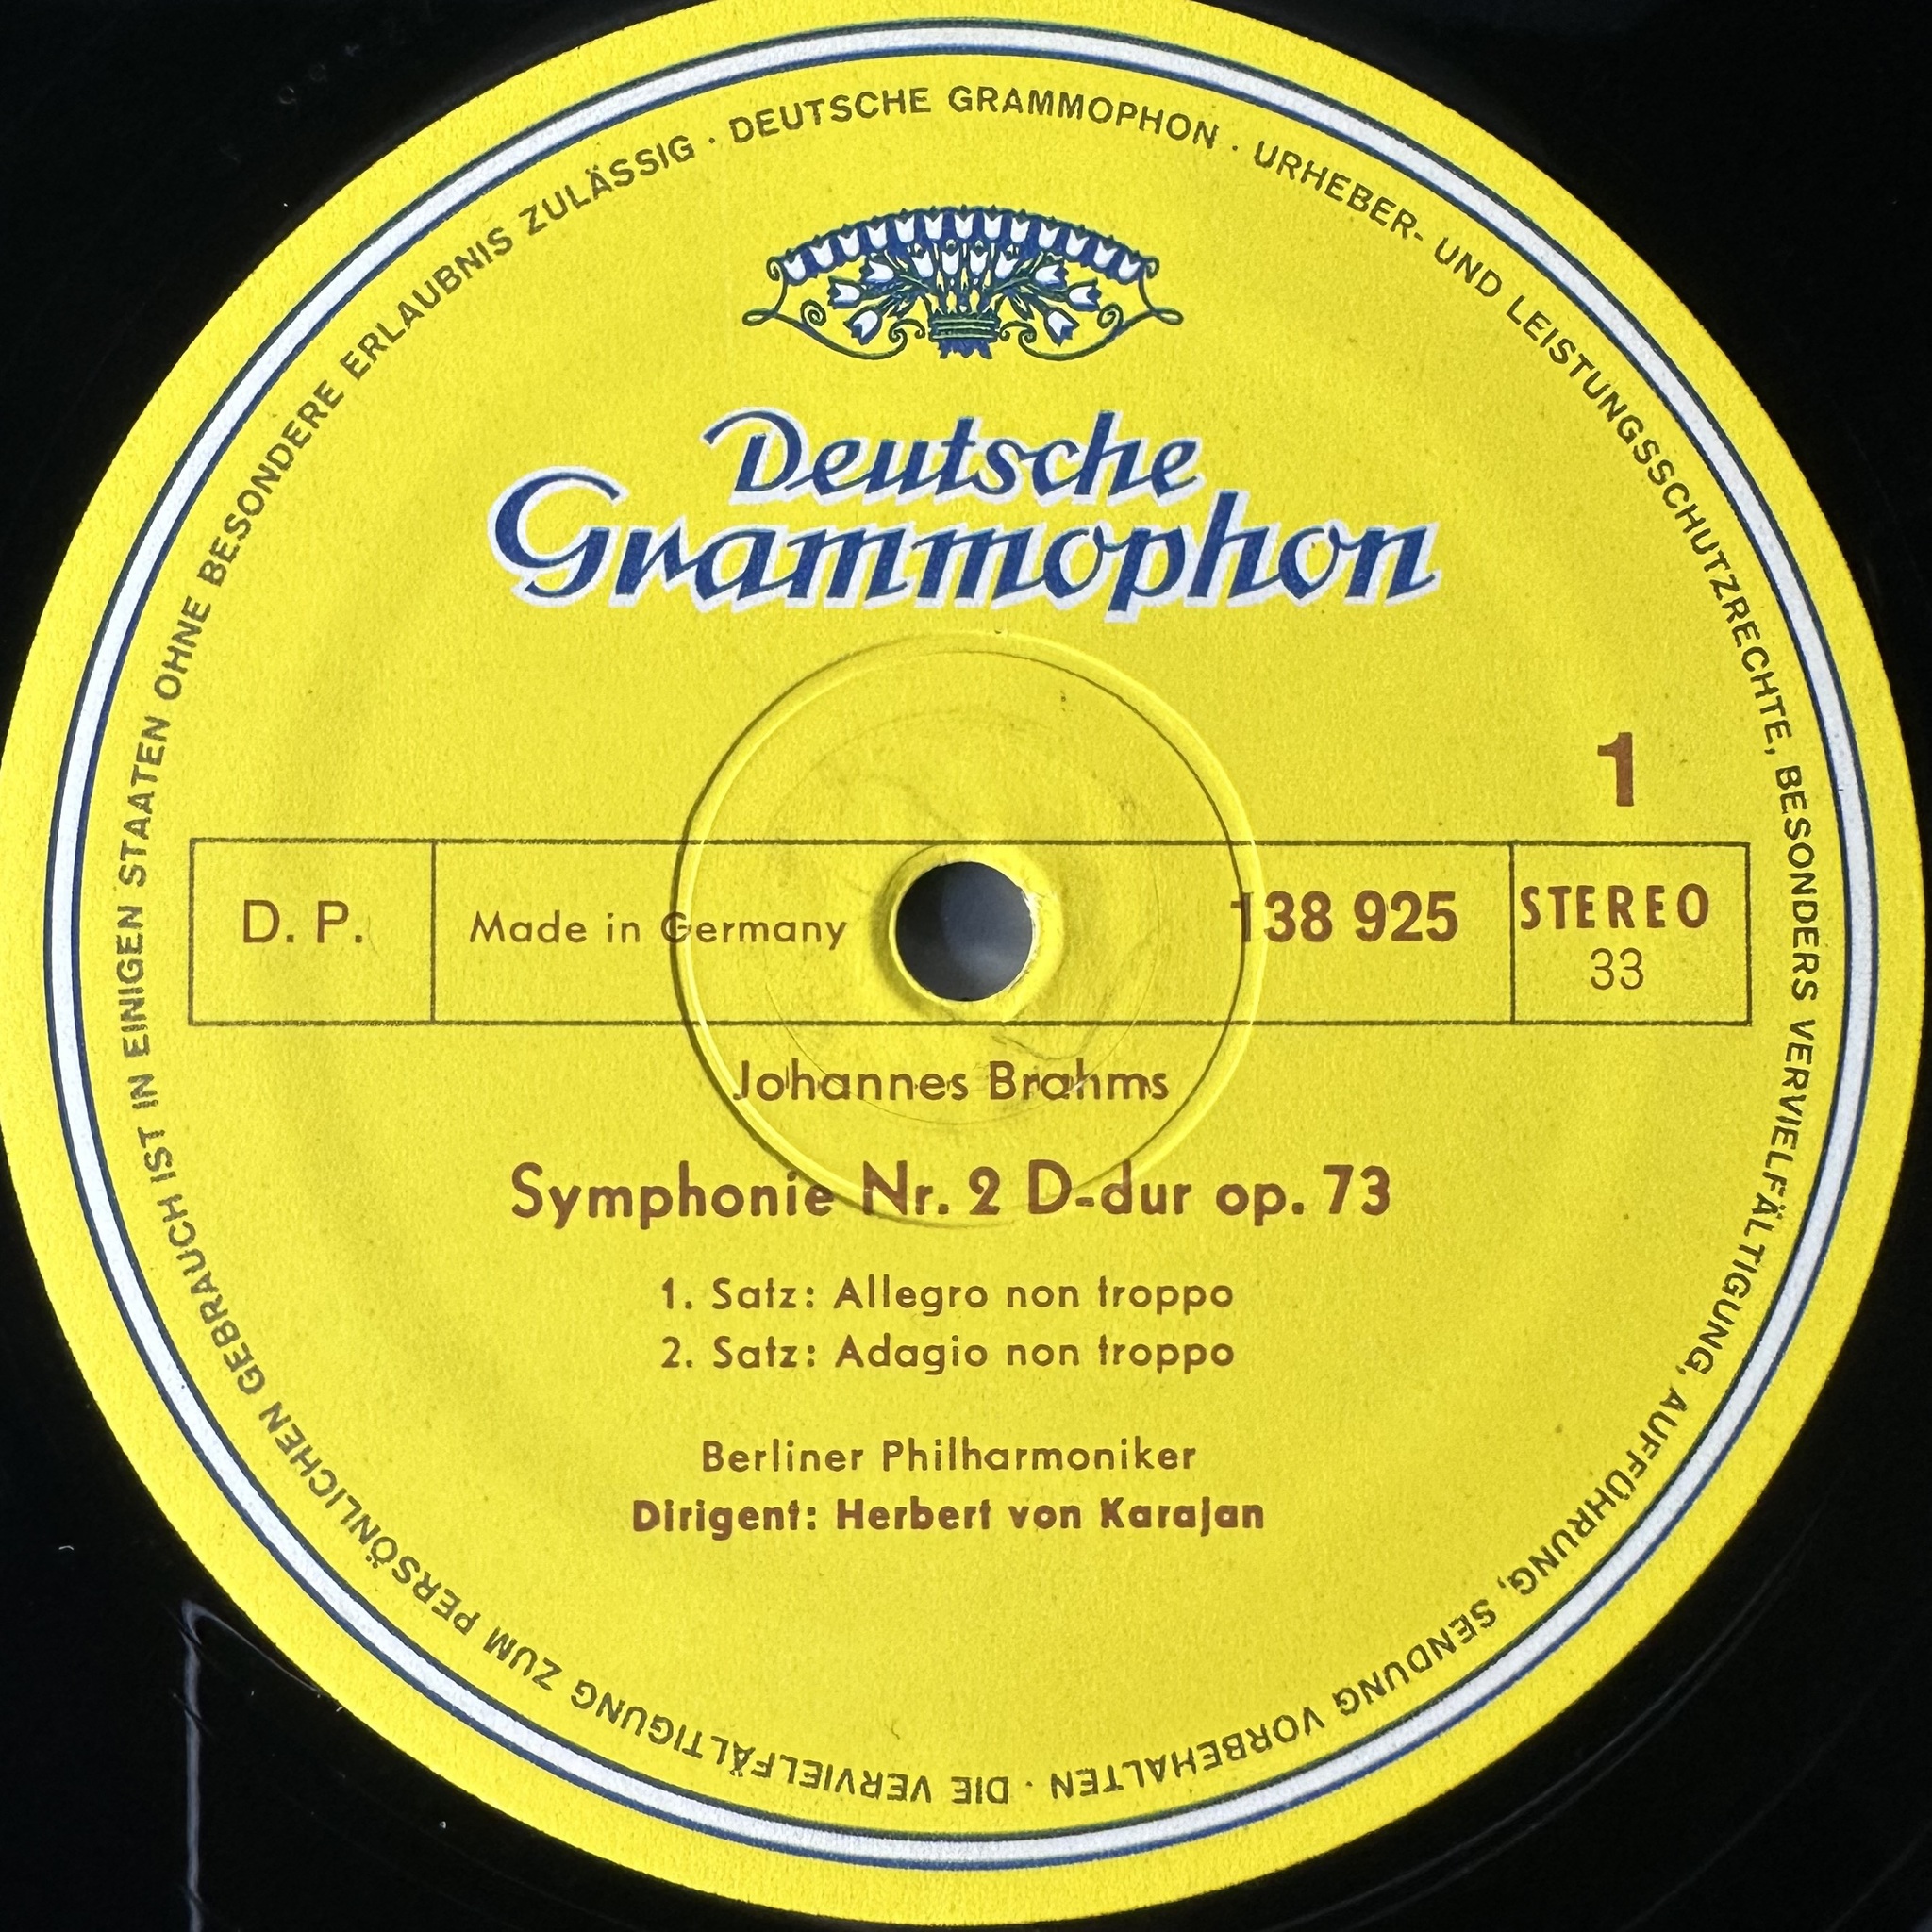 DEUTSCHE GRAMMOPHON · URHEBER- UND LEISTUNGSSCHUTZRECHTE, BESONDERS VERVIELFÄLTIGUNG, AUFFÜHRUNG, SENDUNG VORBEHALTEN · DIE VERVIELFÄLTIGUNG ZUM PERSÖNLICHEN GEBRAUCH IST IN EINIGEN STAATEN OHNE BESONDERE ERLAUBNIS ZULÄSSIG ·
Deutsche
Grammophon
1
D. P. Made in Germany 138 925 STEREO
33
Johannes Brahms
Symphonie Nr. 2 D-dur op. 73
1. Satz: Allegro non troppo
2. Satz: Adagio non troppo
Berliner Philharmoniker
Dirigent: Herbert von Karajan